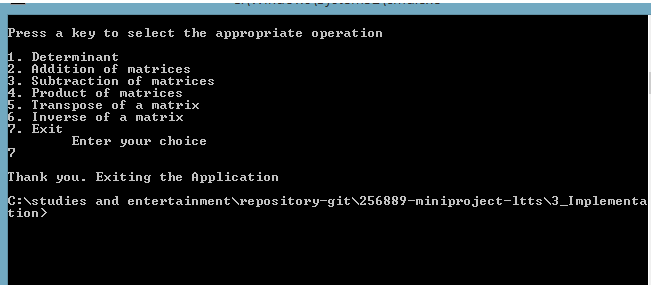 Press a key to select the appropriate operation
1. Determinant
2. Addition of matrices
3. Subtraction of matrices
4. Product of matrices
5. Transpose of a matrix
6. Inverse of a matrix
7. Exit
Enter your choice
7
Thank you. Exiting the Application
C:\studies and entertainment\repository-git\256889-miniproject-ltts\3_Implementa
tion>